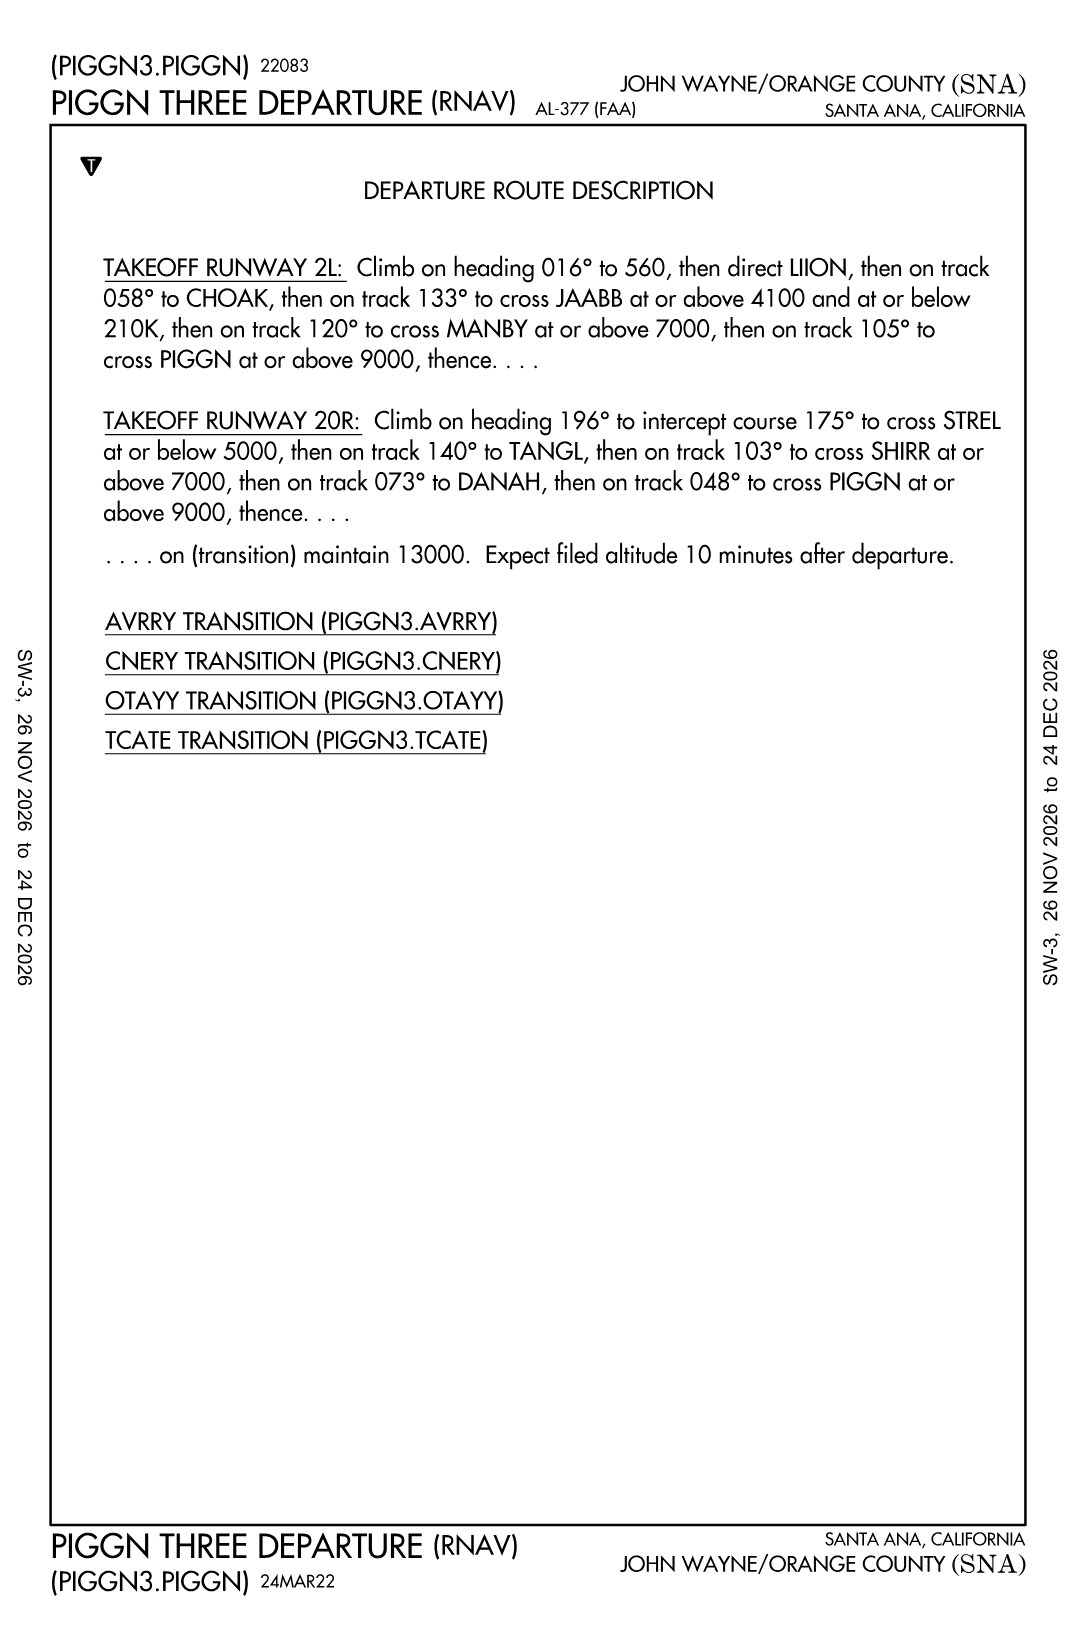 (PIGGN3.PIGGN) 22083
PIGGN THREE DEPARTURE (RNAV) AL-377 (FAA)
JOHN WAYNE/ORANGE COUNTY (SNA)
SANTA ANA, CALIFORNIA
T
DEPARTURE ROUTE DESCRIPTION
TAKEOFF RUNWAY 2L: Climb on heading 016° to 560, then direct LIION, then on track
058° to CHOAK, then on track 133° to cross JAABB at or above 4100 and at or below
210K, then on track 120° to cross MANBY at or above 7000, then on track 105° to
cross PIGGN at or above 9000, thence. . . .
TAKEOFF RUNWAY 20R: Climb on heading 196° to intercept course 175° to cross STREL
at or below 5000, then on track 140° to TANGL, then on track 103° to cross SHIRR at or
above 7000, then on track 073° to DANAH, then on track 048° to cross PIGGN at or
above 9000, thence. . . .
. . . . on (transition) maintain 13000. Expect filed altitude 10 minutes after departure.
AVRRY TRANSITION (PIGGN3.AVRRY)
CNERY TRANSITION (PIGGN3.CNERY)
OTAYY TRANSITION (PIGGN3.OTAYY)
TCATE TRANSITION (PIGGN3.TCATE)
SW-3, 26 NOV 2026 to 24 DEC 2026
SW-3, 26 NOV 2026 to 24 DEC 2026
PIGGN THREE DEPARTURE (RNAV)
(PIGGN3.PIGGN) 24MAR22
SANTA ANA, CALIFORNIA
JOHN WAYNE/ORANGE COUNTY (SNA)